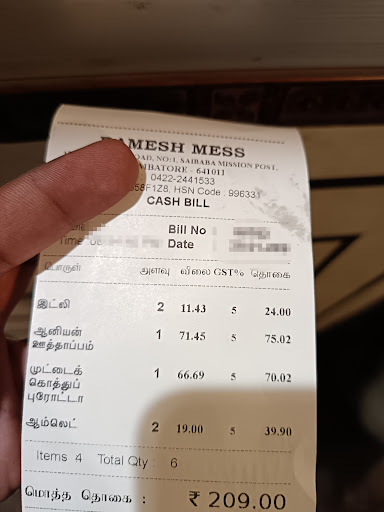 RAMESH MESS
ROAD, NO:1, SAIBABA MISSION POST,
COIMBATORE - 641011
0422-2441533
58F1Z8, HSN Code : 996331
CASH BILL
Bill No
Time
Date
பொருள் அளவு விலை GST% தொகை
இட்லி 2 11.43 5 24.00
ஆனியன் 1 71.45 5 75.02
ஊத்தாப்பம்
முட்டைக் 1 66.69 5 70.02
கொத்துப்
புரோட்டா
ஆம்லெட் 2 19.00 5 39.90
Items 4 Total Qty : 6
மொத்த தொகை : ₹ 209.00